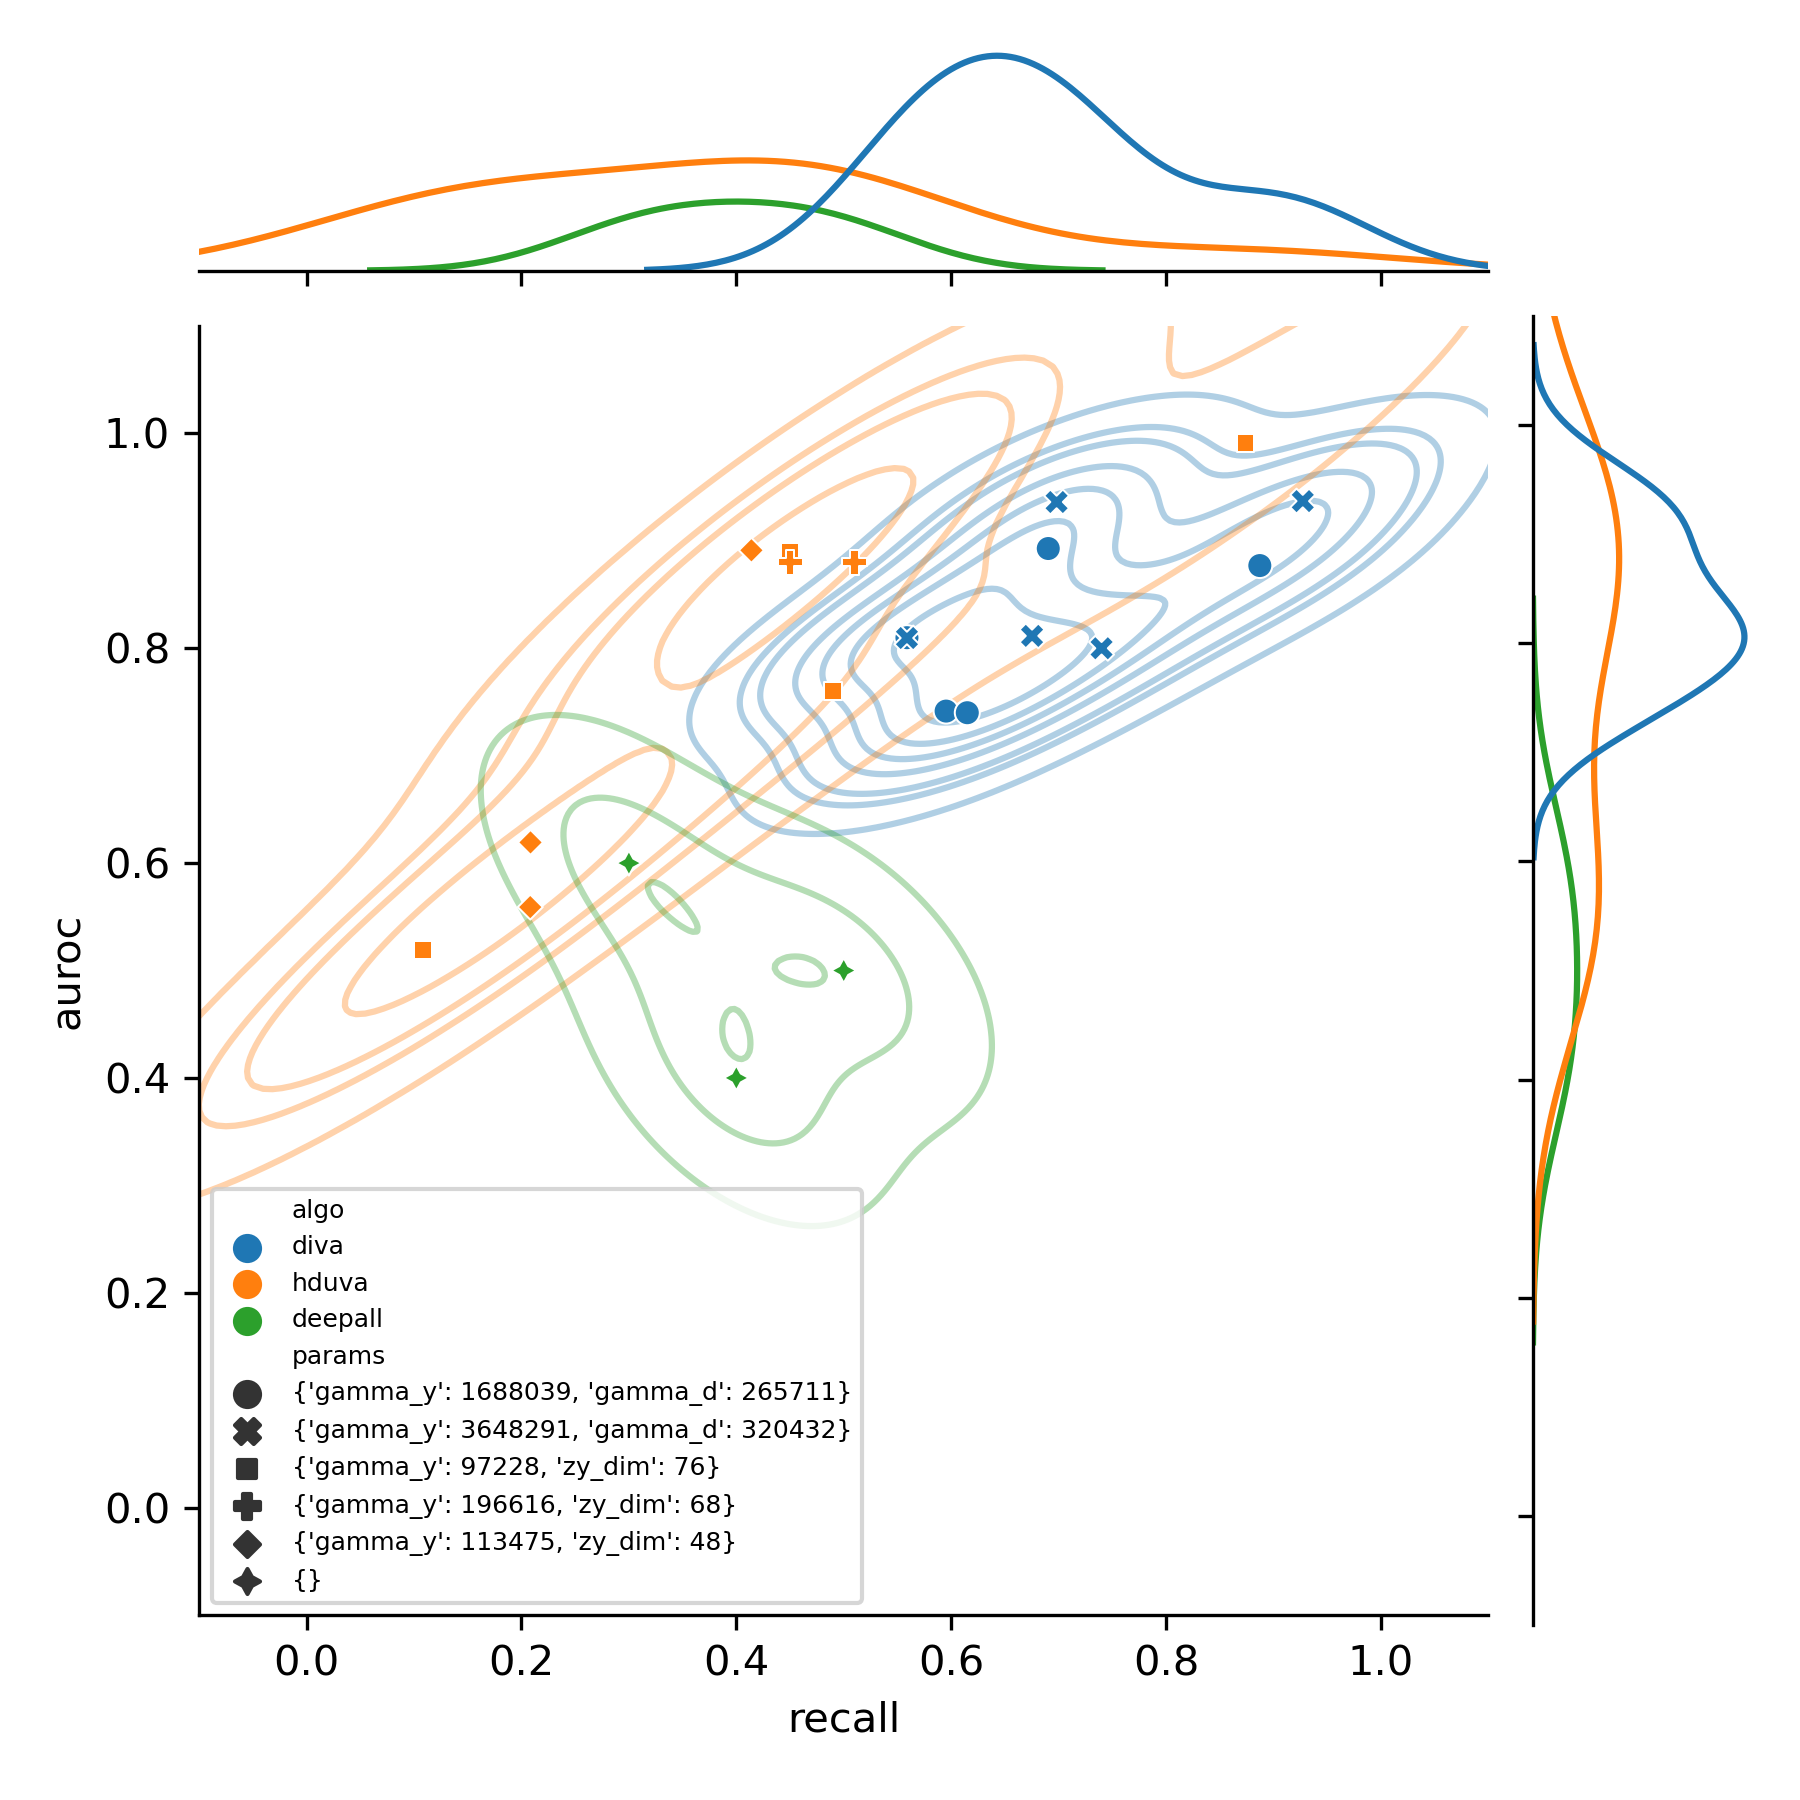 1.0
0.8
0.6
0.4
0.2
0.0
auroc
algo
diva
hduva
deepall
params
{'gamma_y': 1688039, 'gamma_d': 265711}
{'gamma_y': 3648291, 'gamma_d': 320432}
{'gamma_y': 97228, 'zy_dim': 76}
{'gamma_y': 196616, 'zy_dim': 68}
{'gamma_y': 113475, 'zy_dim': 48}
{}
0.0 0.2 0.4 0.6 0.8 1.0
recall